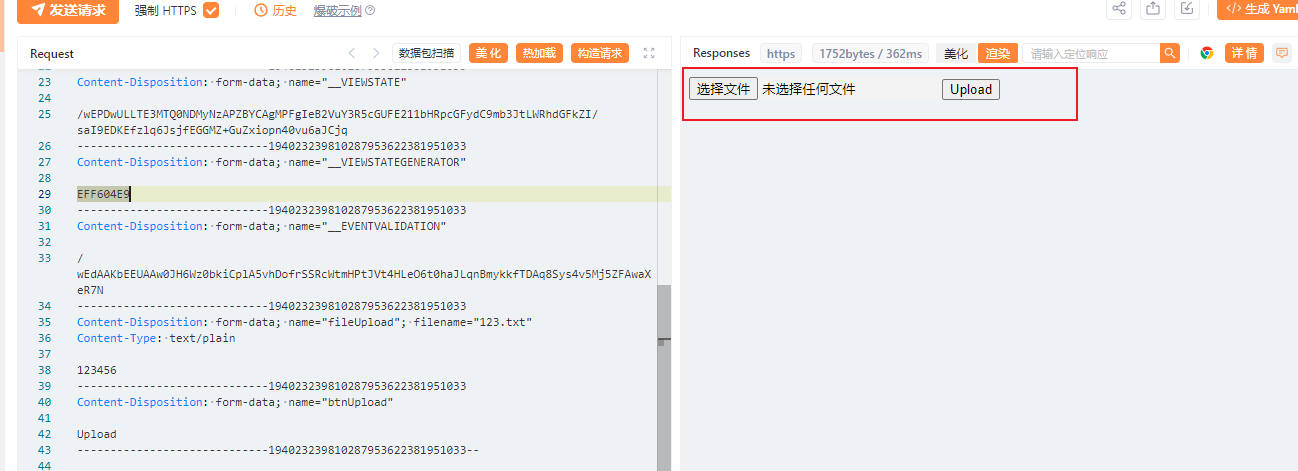 发送请求 强制 HTTPS 历史 爆破示例 </> 生成 Yaml
Request 数据包扫描 美化 热加载 构造请求
Responses https 1752bytes / 362ms 美化 渲染 请输入定位响应 详情
选择文件 未选择任何文件 Upload
23 Content-Disposition: form-data; name="__VIEWSTATE"
24
25 /wEPDwULLTE3MTQ0NDMyNzAPZBYCAgMPFgIeB2VuY3R5cGUFE211bHRpcGFydC9mb3JtLWRhdGFkZI/
saI9EDKEfzlq6JsjfEGGMZ+GuZxiopn40vu6aJCjq
26 -----------------------------194023239810287953622381951033
27 Content-Disposition: form-data; name="__VIEWSTATEGENERATOR"
28
29 EFF604E9
30 -----------------------------194023239810287953622381951033
31 Content-Disposition: form-data; name="__EVENTVALIDATION"
32
33 /
wEdAAKbEEUAAw0JH6Wz0bkiCplA5vhDofrSSRcWtmHPtJVt4HLeO6t0haJLqnBmykkfTDAq8Sys4v5Mj5ZFAwaX
eR7N
34 -----------------------------194023239810287953622381951033
35 Content-Disposition: form-data; name="fileUpload"; filename="123.txt"
36 Content-Type: text/plain
37
38 123456
39 -----------------------------194023239810287953622381951033
40 Content-Disposition: form-data; name="btnUpload"
41
42 Upload
43 -----------------------------194023239810287953622381951033--
44